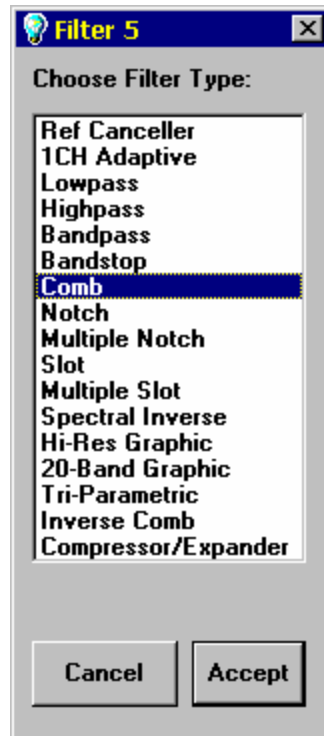 Filter 5
Choose Filter Type:
Ref Canceller
1CH Adaptive
Lowpass
Highpass
Bandpass
Bandstop
Comb
Notch
Multiple Notch
Slot
Multiple Slot
Spectral Inverse
Hi-Res Graphic
20-Band Graphic
Tri-Parametric
Inverse Comb
Compressor/Expander
Cancel Accept